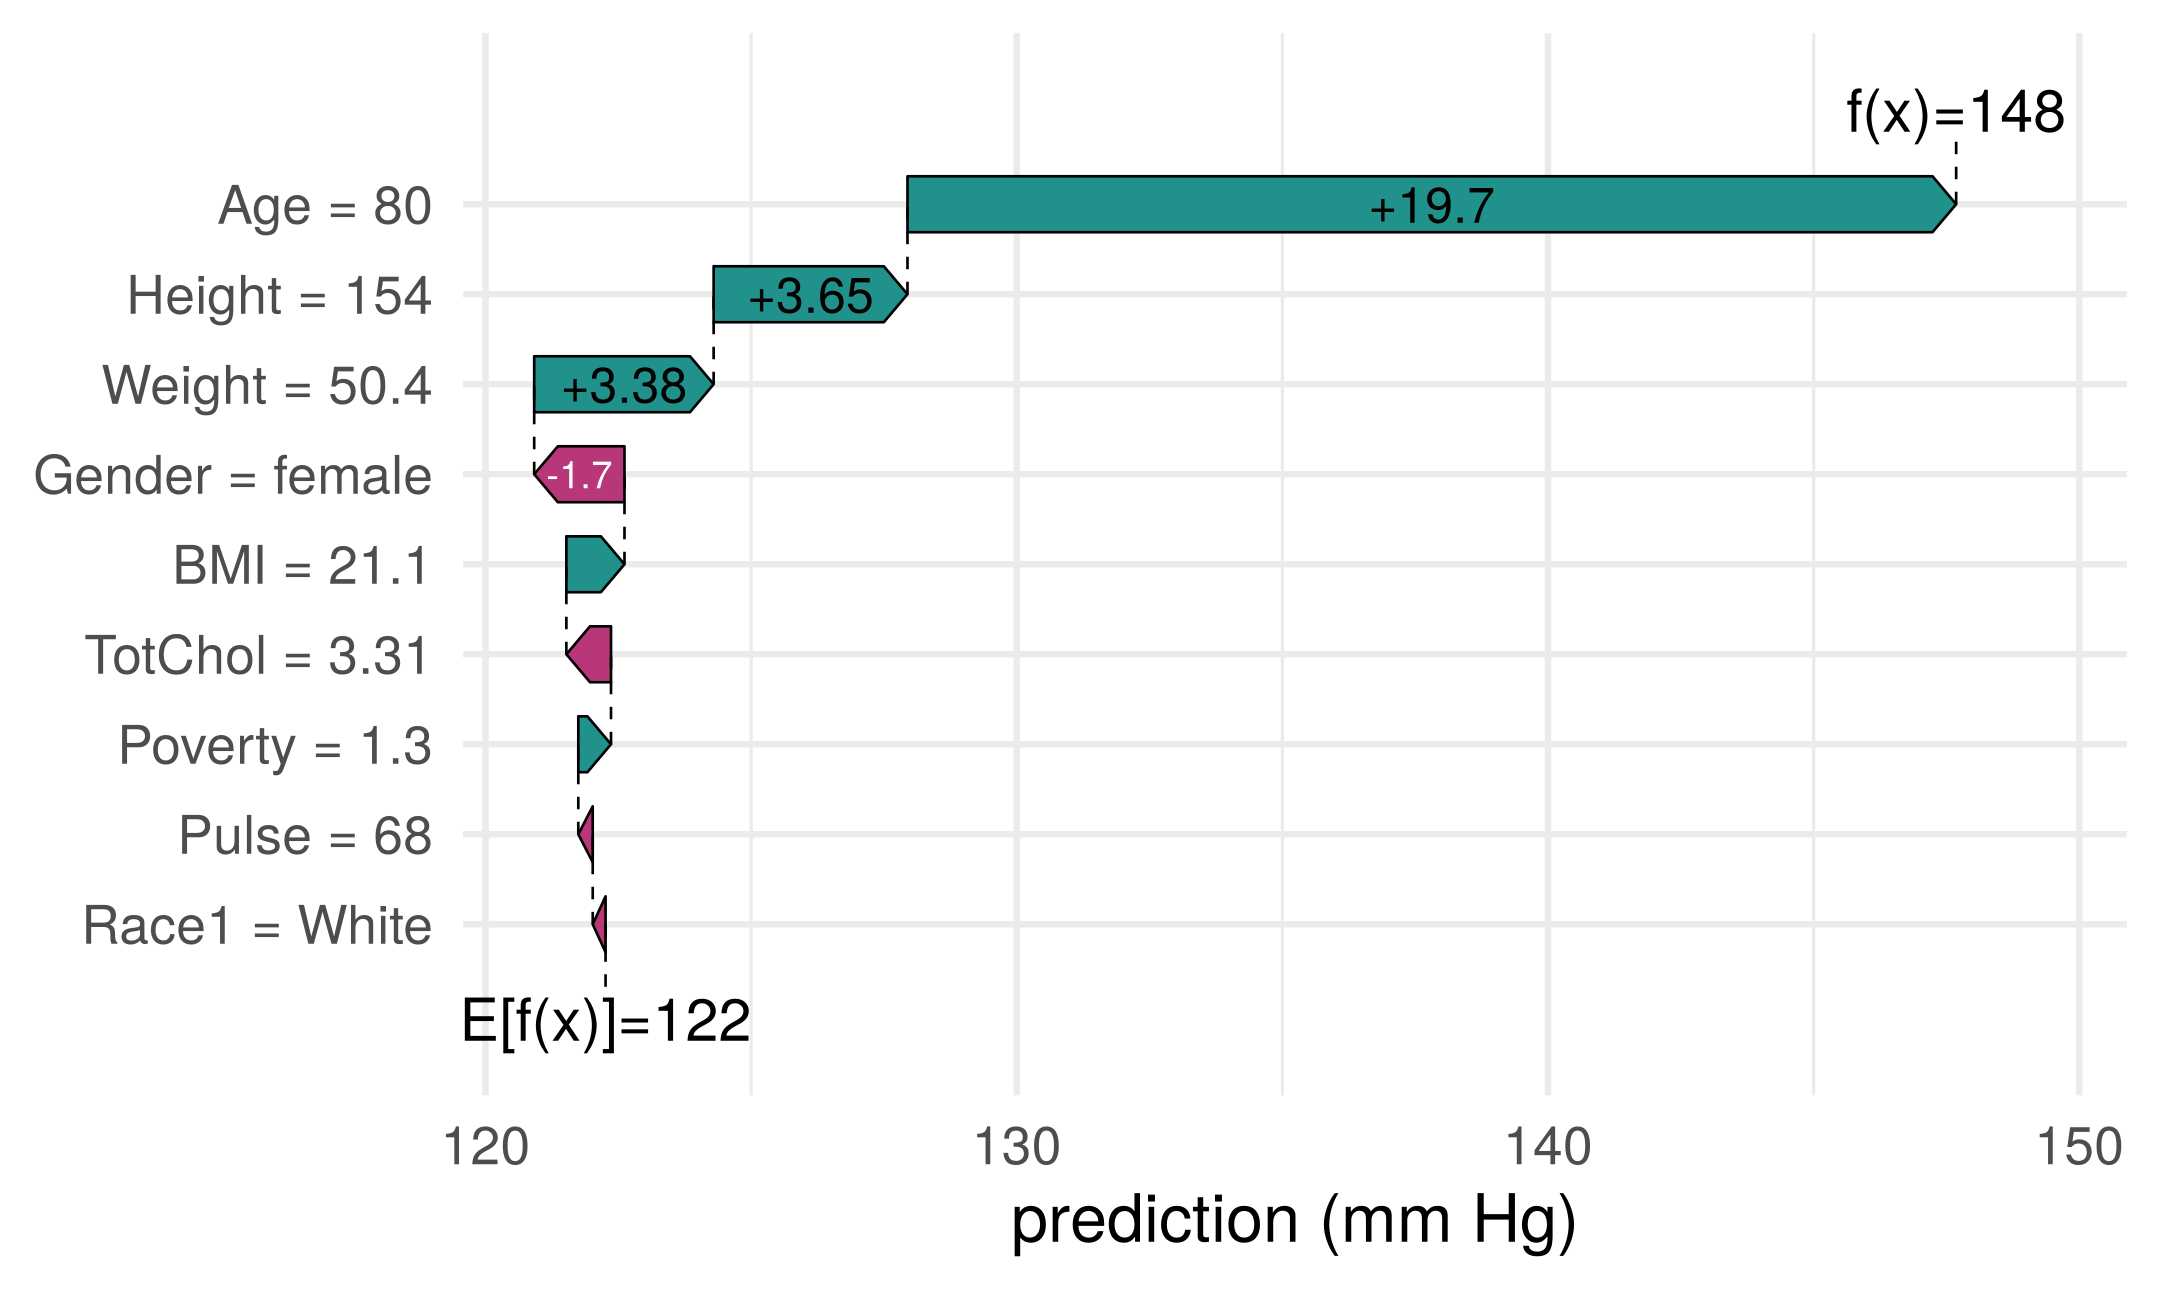 f(x)=148
Age = 80
+19.7
Height = 154
+3.65
Weight = 50.4
+3.38
Gender = female
-1.7
BMI = 21.1
TotChol = 3.31
Poverty = 1.3
Pulse = 68
Race1 = White
E[f(x)]=122
120 130 140 150
prediction (mm Hg)